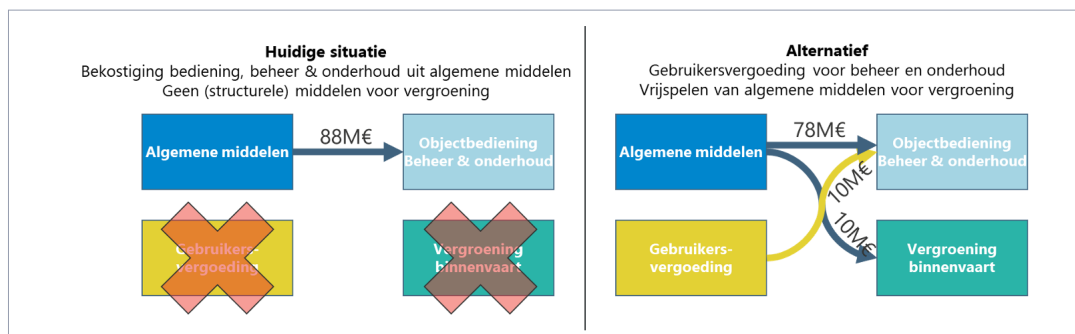 Huidige situatie
Bekostiging bediening, beheer & onderhoud uit algemene middelen
Geen (structurele) middelen voor vergroening
Algemene middelen
88M€
Objectbediening
Beheer & onderhoud
Gebruikers-
vergoeding
Vergroening
binnenvaart
Alternatief
Gebruikersvergoeding voor beheer en onderhoud
Vrijspelen van algemene middelen voor vergroening
Algemene middelen
78M€
Objectbediening
Beheer & onderhoud
10M€
10M€
Gebruikers-
vergoeding
Vergroening
binnenvaart